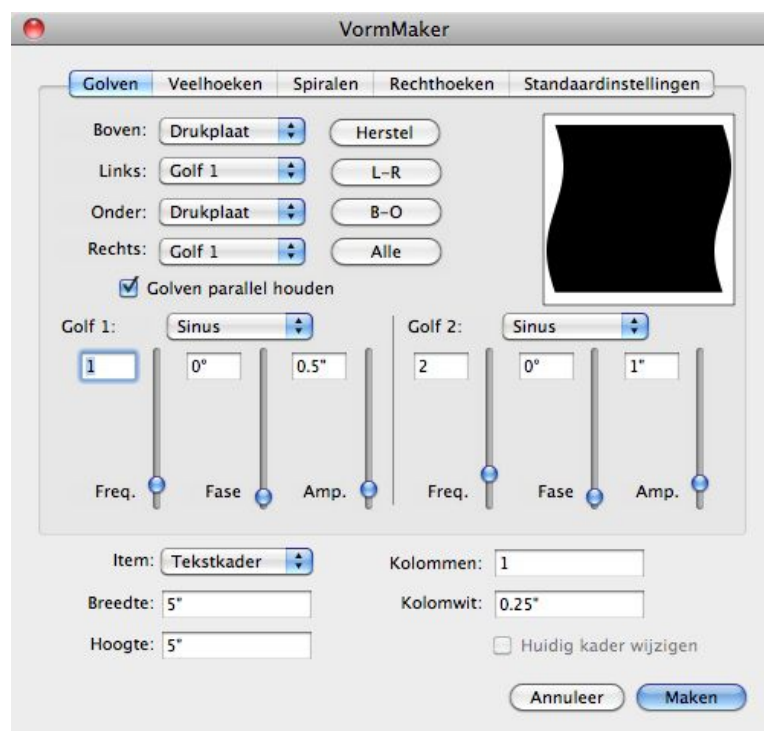 VormMaker
Golven Veelhoeken Spiralen Rechthoeken Standaardinstellingen
Boven: Drukplaat Herstel
Links: Golf 1 L-R
Onder: Drukplaat B-O
Rechts: Golf 1 Alle
Golven parallel houden
Golf 1: Sinus Golf 2: Sinus
1 0° 0.5" 2 0° 1"
Freq. Fase Amp. Freq. Fase Amp.
Item: Tekstkader Kolommen: 1
Breedte: 5" Kolomwit: 0.25"
Hoogte: 5" Huidig kader wijzigen
Annuleer Maken